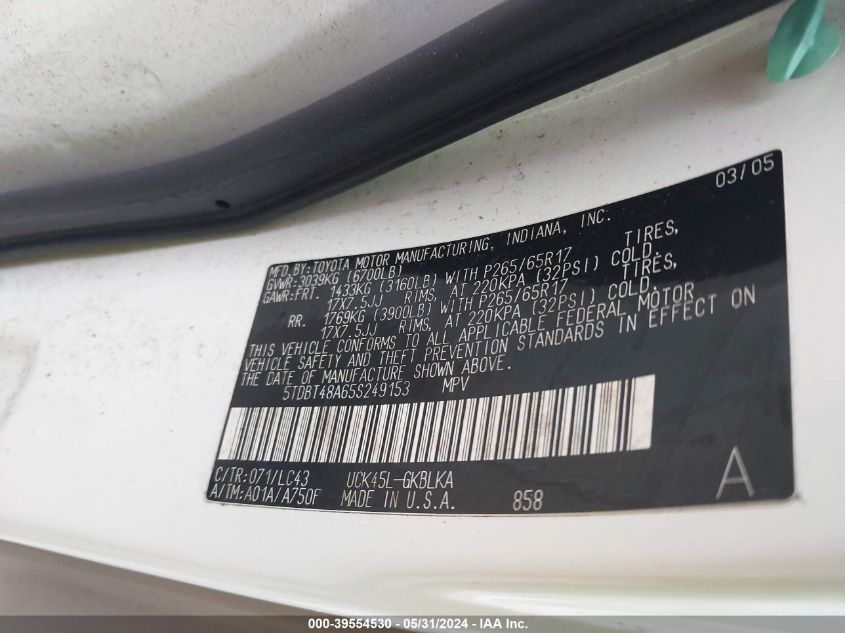 03/05
MFD.BY:TOYOTA MOTOR MANUFACTURING, INDIANA, INC.
GVWR:3039KG (6700LB)
GAWR:FRT. 1433KG (3160LB) WITH P265/65R17 TIRES,
17X7.5JJ RIMS, AT 220KPA (32PSI) COLD.
RR. 1769KG (3900LB) WITH P265/65R17 TIRES,
17X7.5JJ RIMS, AT 220KPA (32PSI) COLD.
THIS VEHICLE CONFORMS TO ALL APPLICABLE FEDERAL MOTOR
VEHICLE SAFETY AND THEFT PREVENTION STANDARDS IN EFFECT ON
THE DATE OF MANUFACTURE SHOWN ABOVE.
5TDBT48A65S249153 MPV
C/TR:071/LC43 UCK45L-GKBLKA
A/TM:A01A/A750F MADE IN U.S.A. 858 A
000-39554530 - 05/31/2024 - IAA Inc.